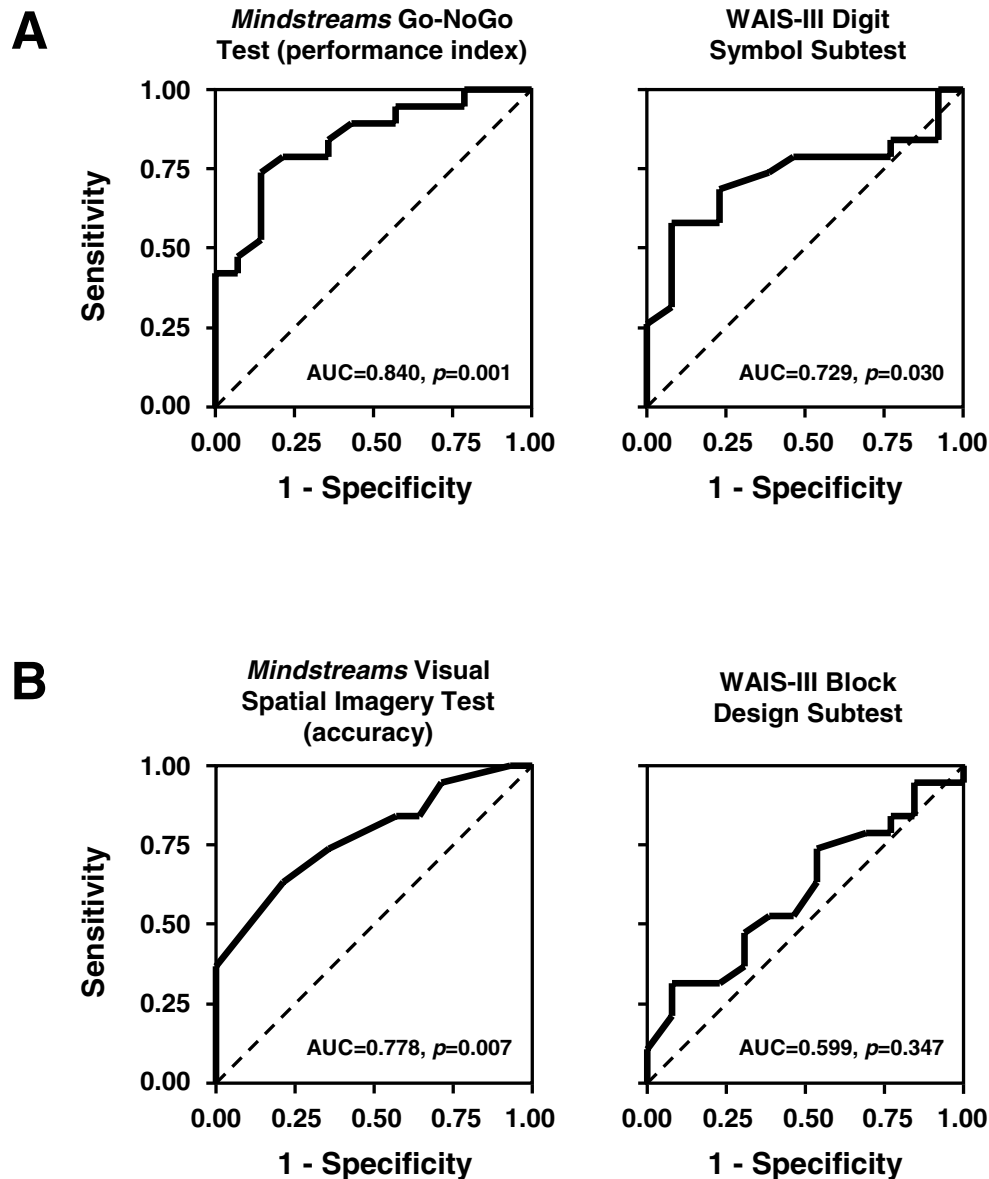 A
Mindstreams Go-NoGo
Test (performance index)
1.00
0.75
0.50
0.25
0.00
Sensitivity
AUC=0.840, p=0.001
0.00 0.25 0.50 0.75 1.00
1 - Specificity
WAIS-III Digit
Symbol Subtest
AUC=0.729, p=0.030
0.00 0.25 0.50 0.75 1.00
1 - Specificity
B
Mindstreams Visual
Spatial Imagery Test
(accuracy)
1.00
0.75
0.50
0.25
0.00
Sensitivity
AUC=0.778, p=0.007
0.00 0.25 0.50 0.75 1.00
1 - Specificity
WAIS-III Block
Design Subtest
AUC=0.599, p=0.347
0.00 0.25 0.50 0.75 1.00
1 - Specificity